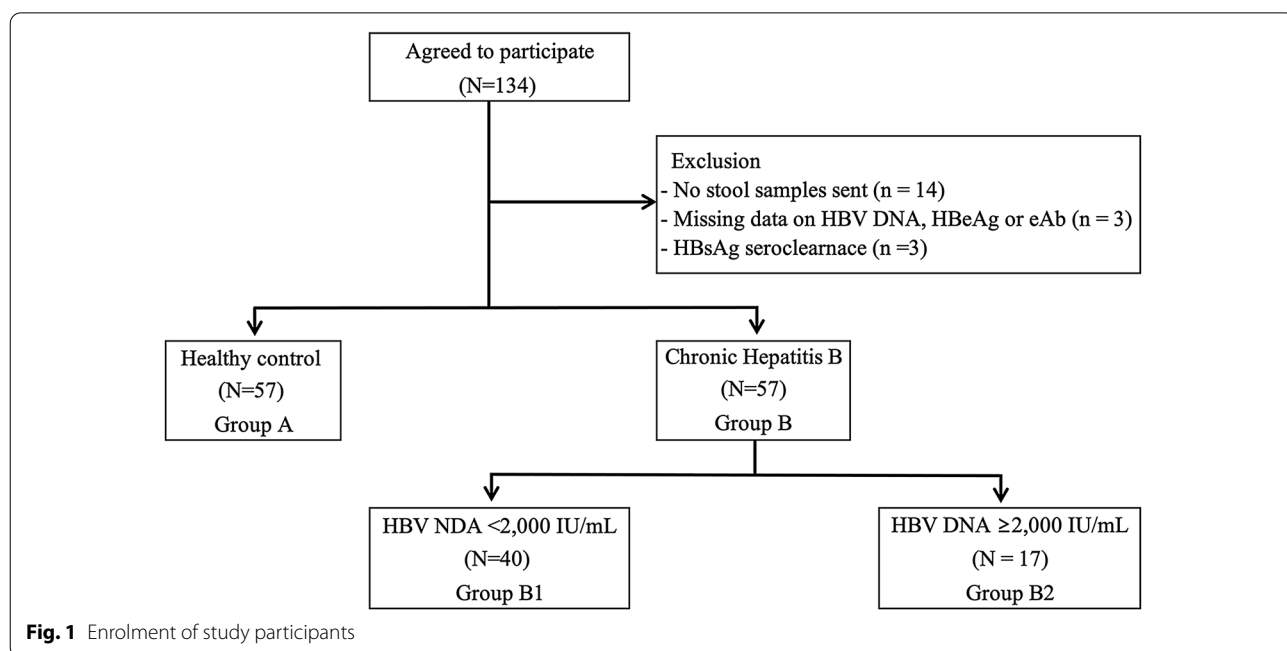 Agreed to participate
(N=134)
Exclusion
- No stool samples sent (n = 14)
- Missing data on HBV DNA, HBeAg or eAb (n = 3)
- HBsAg seroclearnace (n =3)
Healthy control
(N=57)
Group A
Chronic Hepatitis B
(N=57)
Group B
HBV NDA <2,000 IU/mL
(N=40)
Group B1
HBV DNA ≥2,000 IU/mL
(N = 17)
Group B2
Fig. 1 Enrolment of study participants